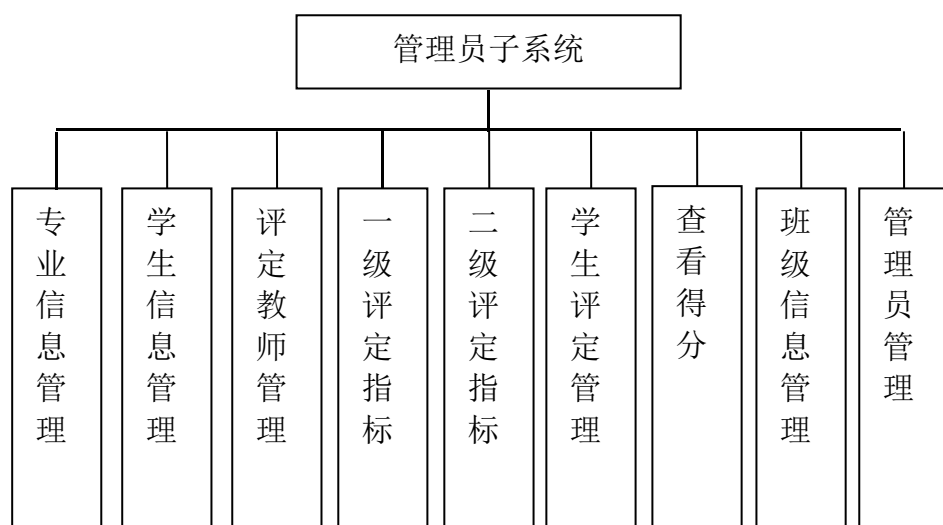 管理员子系统
专业信息管理
学生信息管理
评定教师管理
一级评定指标
二级评定指标
学生评定管理
查看得分
班级信息管理
管理员管理